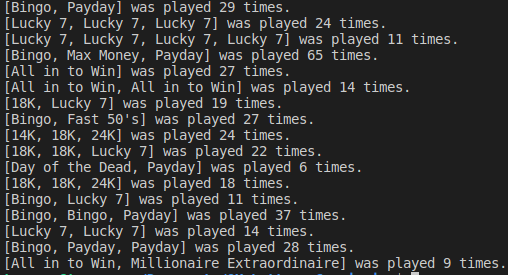 [Bingo, Payday] was played 29 times.
[Lucky 7, Lucky 7, Lucky 7] was played 24 times.
[Lucky 7, Lucky 7, Lucky 7, Lucky 7] was played 11 times.
[Bingo, Max Money, Payday] was played 65 times.
[All in to Win] was played 27 times.
[All in to Win, All in to Win] was played 14 times.
[18K, Lucky 7] was played 19 times.
[Bingo, Fast 50's] was played 27 times.
[14K, 18K, 24K] was played 24 times.
[18K, 18K, Lucky 7] was played 22 times.
[Day of the Dead, Payday] was played 6 times.
[18K, 18K, 24K] was played 18 times.
[Bingo, Lucky 7] was played 11 times.
[Bingo, Bingo, Payday] was played 37 times.
[Lucky 7, Lucky 7] was played 14 times.
[Bingo, Payday, Payday] was played 28 times.
[All in to Win, Millionaire Extraordinaire] was played 9 times.